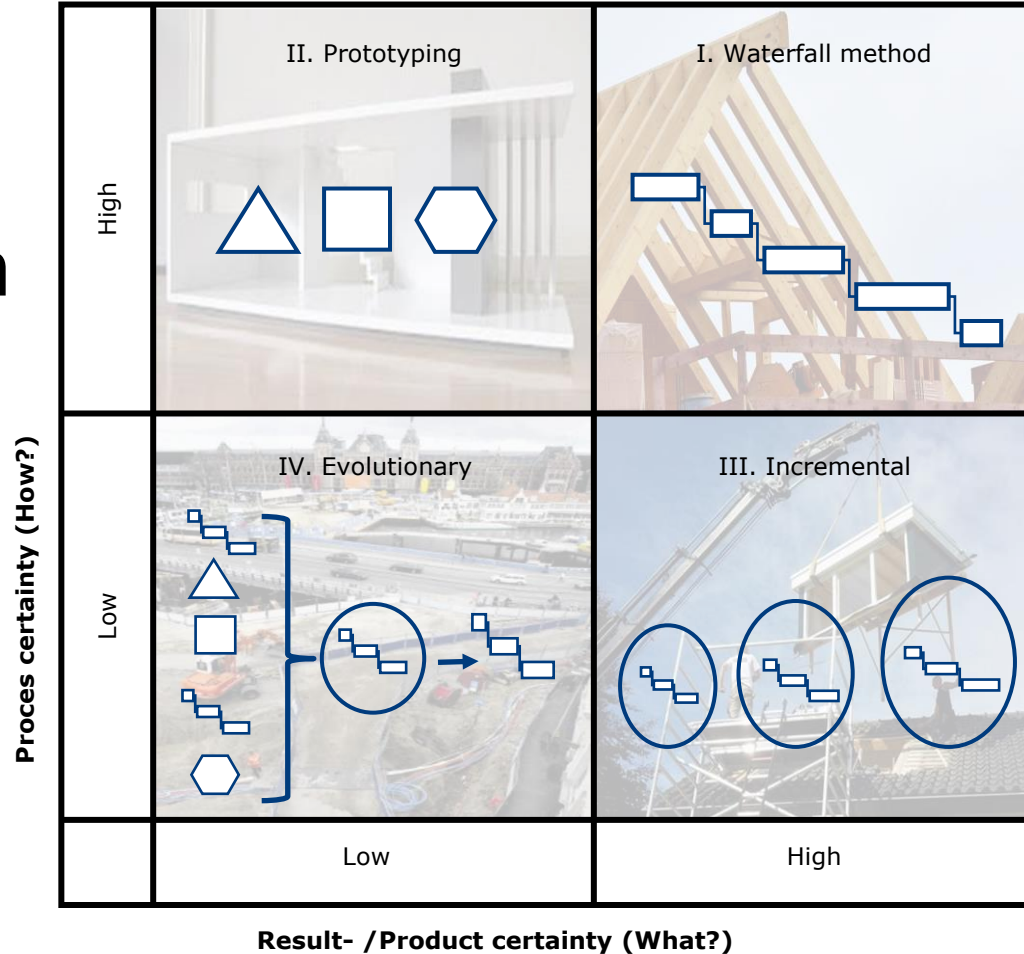 II. Prototyping
I. Waterfall method
High
IV. Evolutionary
III. Incremental
Low
Proces certainty (How?)
Low
High
Result- /Product certainty (What?)